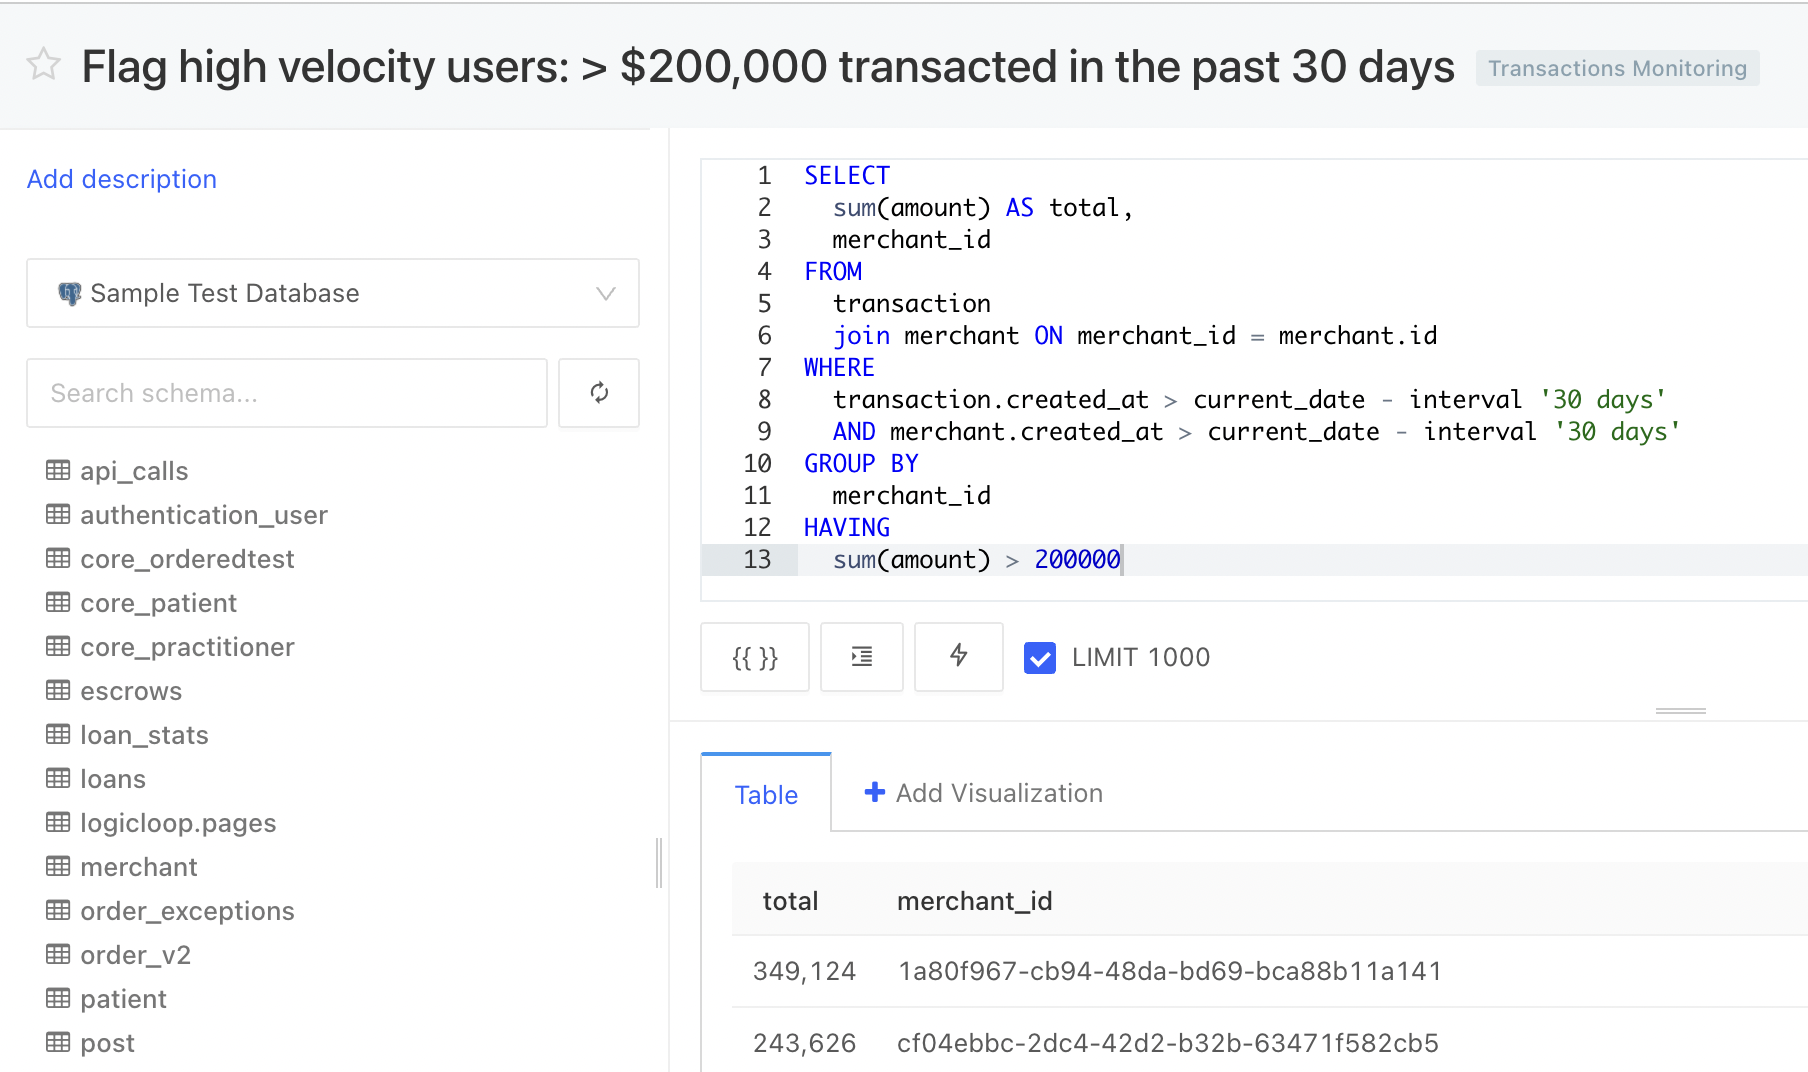 Flag high velocity users: > $200,000 transacted in the past 30 days
Transactions Monitoring
Add description
Sample Test Database
Search schema...
api_calls
authentication_user
core_orderedtest
core_patient
core_practitioner
escrows
loan_stats
loans
logicloop.pages
merchant
order_exceptions
order_v2
patient
post
1 SELECT
2 sum(amount) AS total,
3 merchant_id
4 FROM
5 transaction
6 join merchant ON merchant_id = merchant.id
7 WHERE
8 transaction.created_at > current_date - interval '30 days'
9 AND merchant.created_at > current_date - interval '30 days'
10 GROUP BY
11 merchant_id
12 HAVING
13 sum(amount) > 200000
{{ }}
LIMIT 1000
Table
Add Visualization
total merchant_id
349,124 1a80f967-cb94-48da-bd69-bca88b11a141
243,626 cf04ebbc-2dc4-42d2-b32b-63471f582cb5